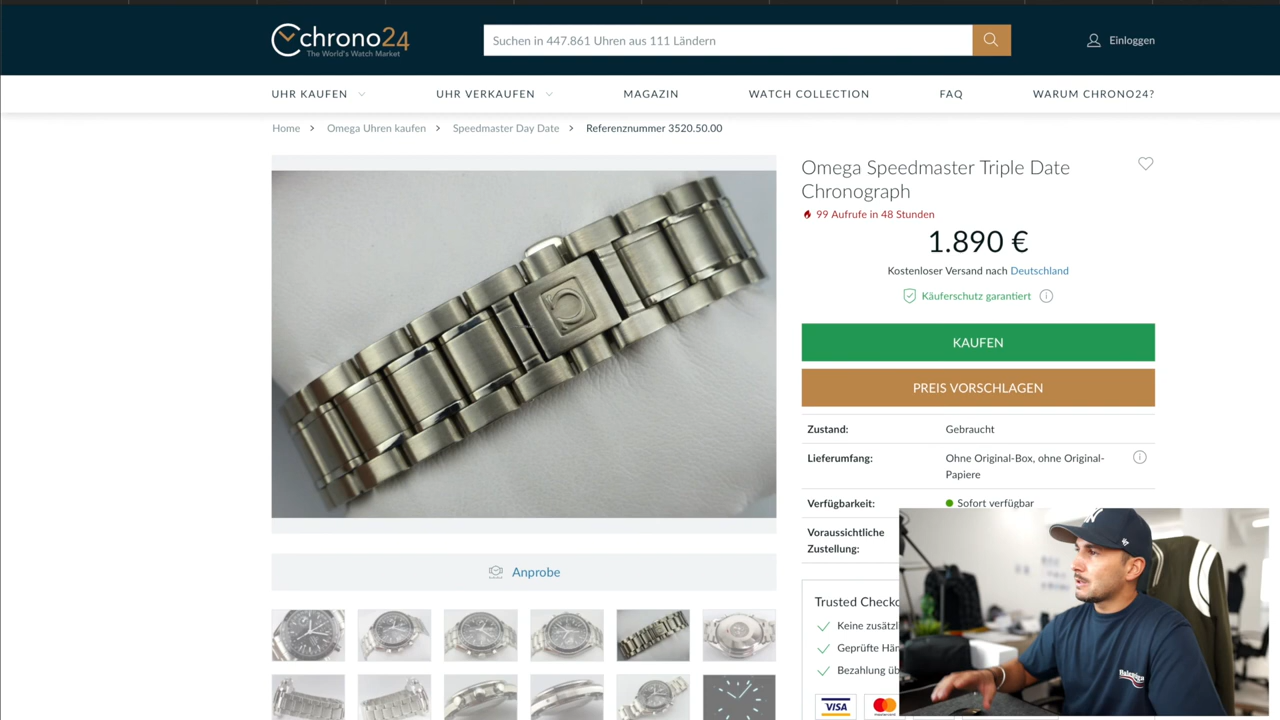 chrono24
The World's Watch Market
Suchen in 447.861 Uhren aus 111 Ländern
Einloggen
UHR KAUFEN
UHR VERKAUFEN
MAGAZIN
WATCH COLLECTION
FAQ
WARUM CHRONO24?
Home > Omega Uhren kaufen > Speedmaster Day Date > Referenznummer 3520.50.00
Omega Speedmaster Triple Date
Chronograph
99 Aufrufe in 48 Stunden
1.890 €
Kostenloser Versand nach Deutschland
Käuferschutz garantiert
KAUFEN
PREIS VORSCHLAGEN
Zustand: Gebraucht
Lieferumfang: Ohne Original-Box, ohne Original-
Papiere
Verfügbarkeit: Sofort verfügbar
Voraussichtliche
Zustellung:
Anprobe
Trusted Checko
Keine zusätzl
Geprüfte Hän
Bezahlung üb
VISA
mastercard
Balenciaga